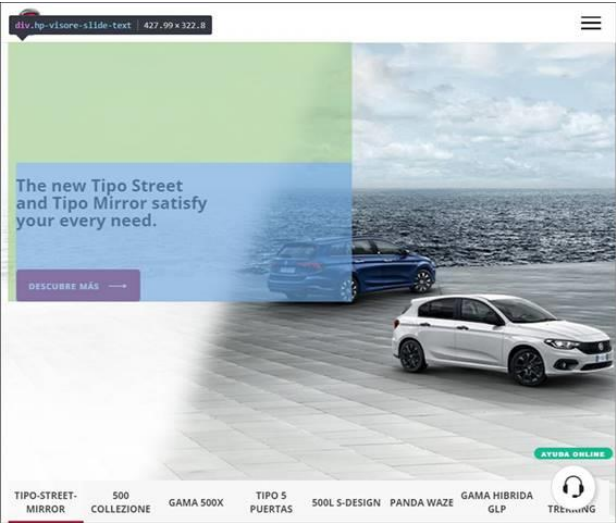 div.hp-visore-slide-text | 427.99 × 322.8
The new Tipo Street
and Tipo Mirror satisfy
your every need.
DESCUBRE MÁS
AYUDA ONLINE
TIPO-STREET-
MIRROR
500
COLLEZIONE
GAMA 500X
TIPO 5
PUERTAS
500L S-DESIGN
PANDA WAZE
GAMA HIBRIDA
GLP
TREKKING